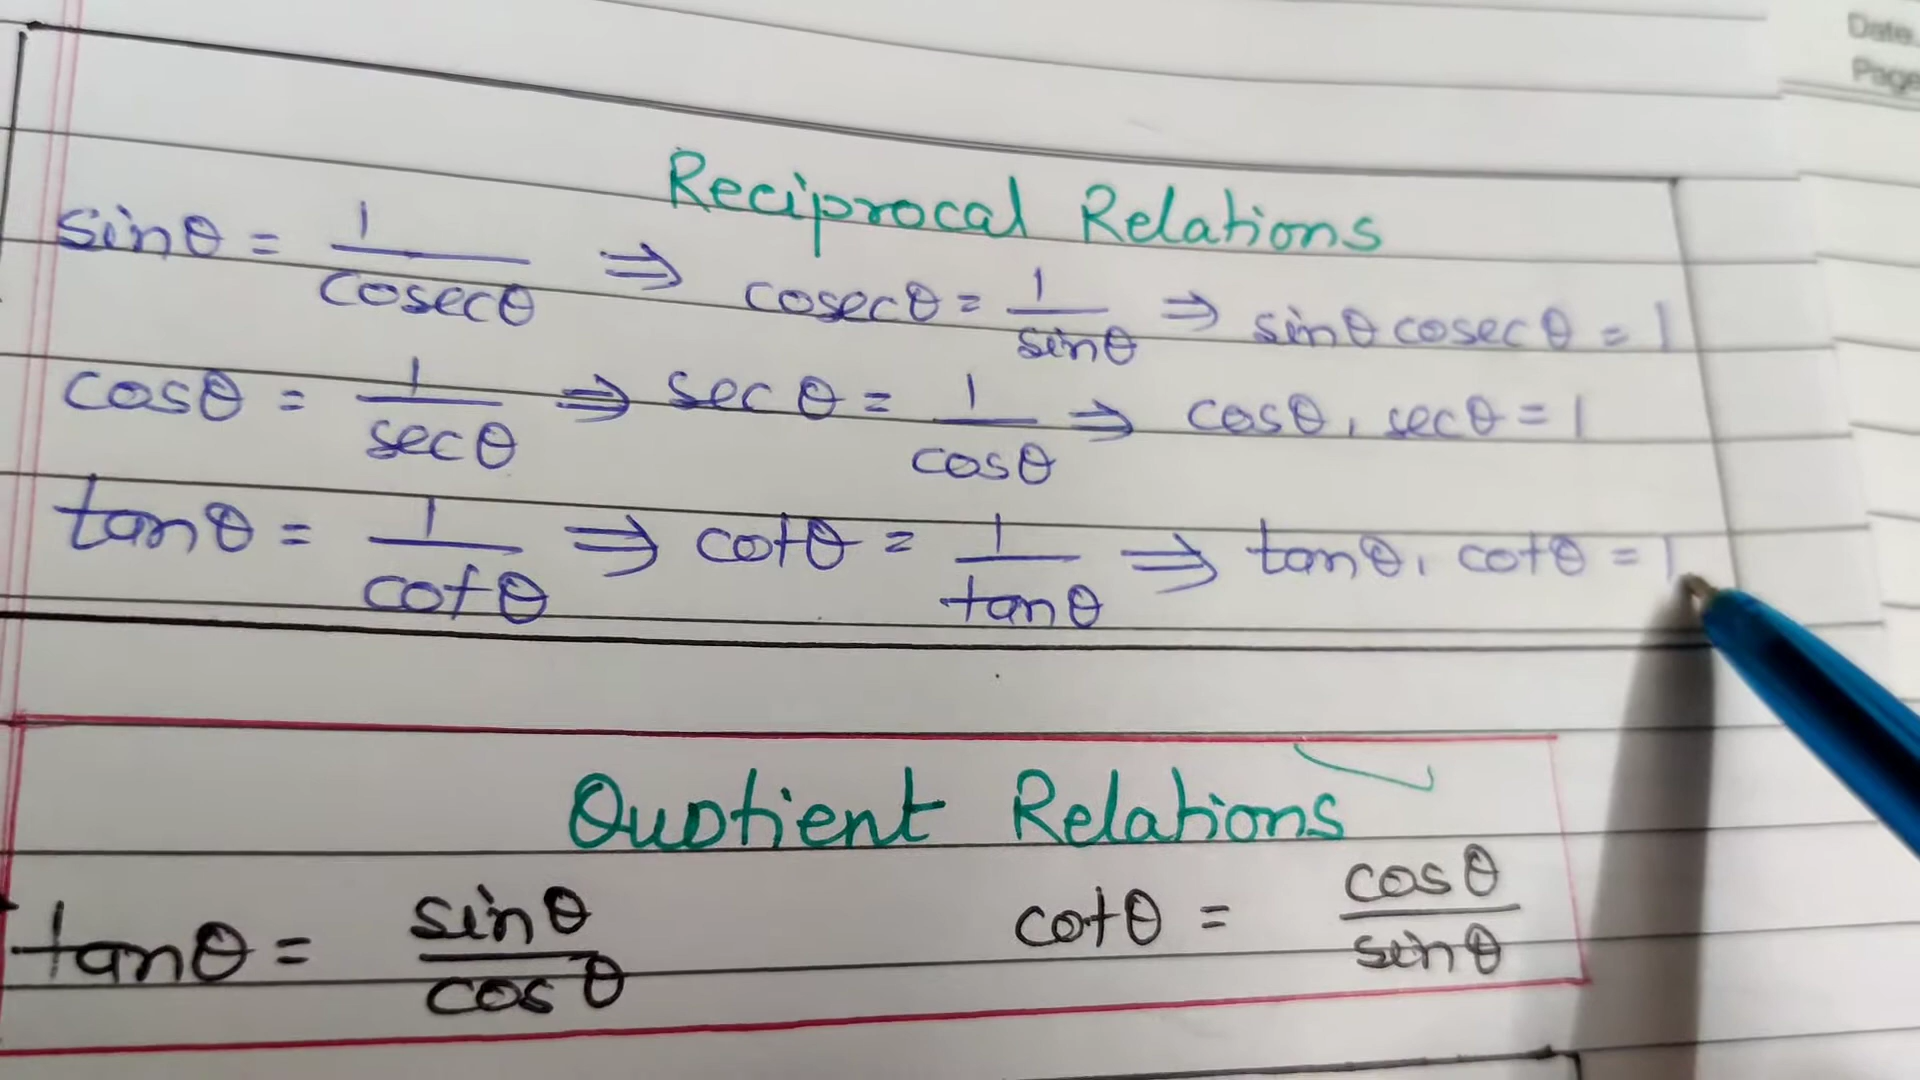 Date.
Page
Reciprocal Relations
sinθ = 1/cosecθ ⇒ cosecθ = 1/sinθ ⇒ sinθ cosecθ = 1
cosθ = 1/secθ ⇒ secθ = 1/cosθ ⇒ cosθ . secθ = 1
tanθ = 1/cotθ ⇒ cotθ = 1/tanθ ⇒ tanθ . cotθ = 1
Quotient Relations
tanθ = sinθ/cosθ cotθ = cosθ/sinθ